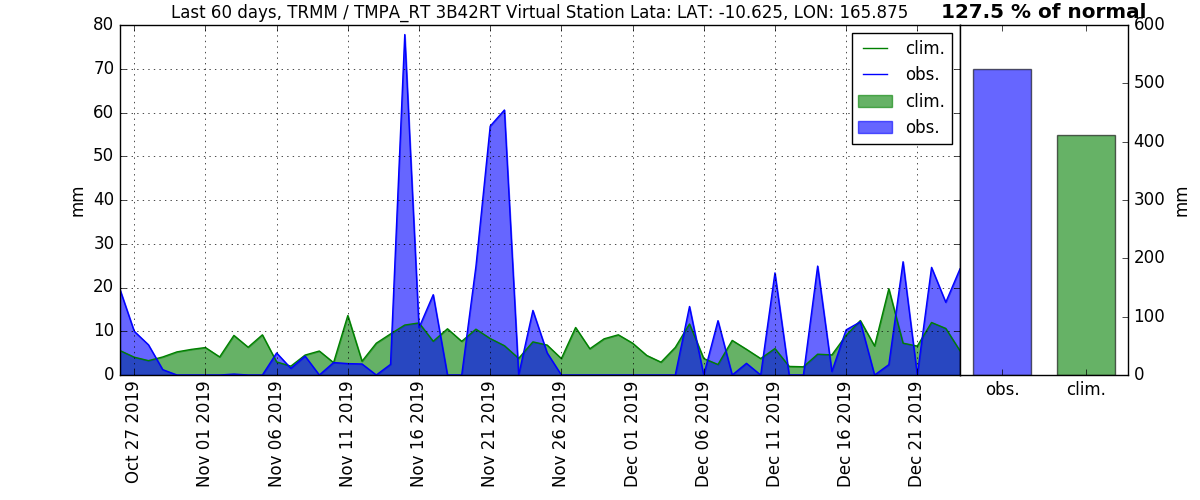 Last 60 days, TRMM / TMPA_RT 3B42RT Virtual Station Lata: LAT: -10.625, LON: 165.875
127.5 % of normal
80
70
60
50
40
30
20
10
0
mm
clim.
obs.
clim.
obs.
600
500
400
300
200
100
0
mm
obs.
clim.
Oct 27 2019
Nov 01 2019
Nov 06 2019
Nov 11 2019
Nov 16 2019
Nov 21 2019
Nov 26 2019
Dec 01 2019
Dec 06 2019
Dec 11 2019
Dec 16 2019
Dec 21 2019